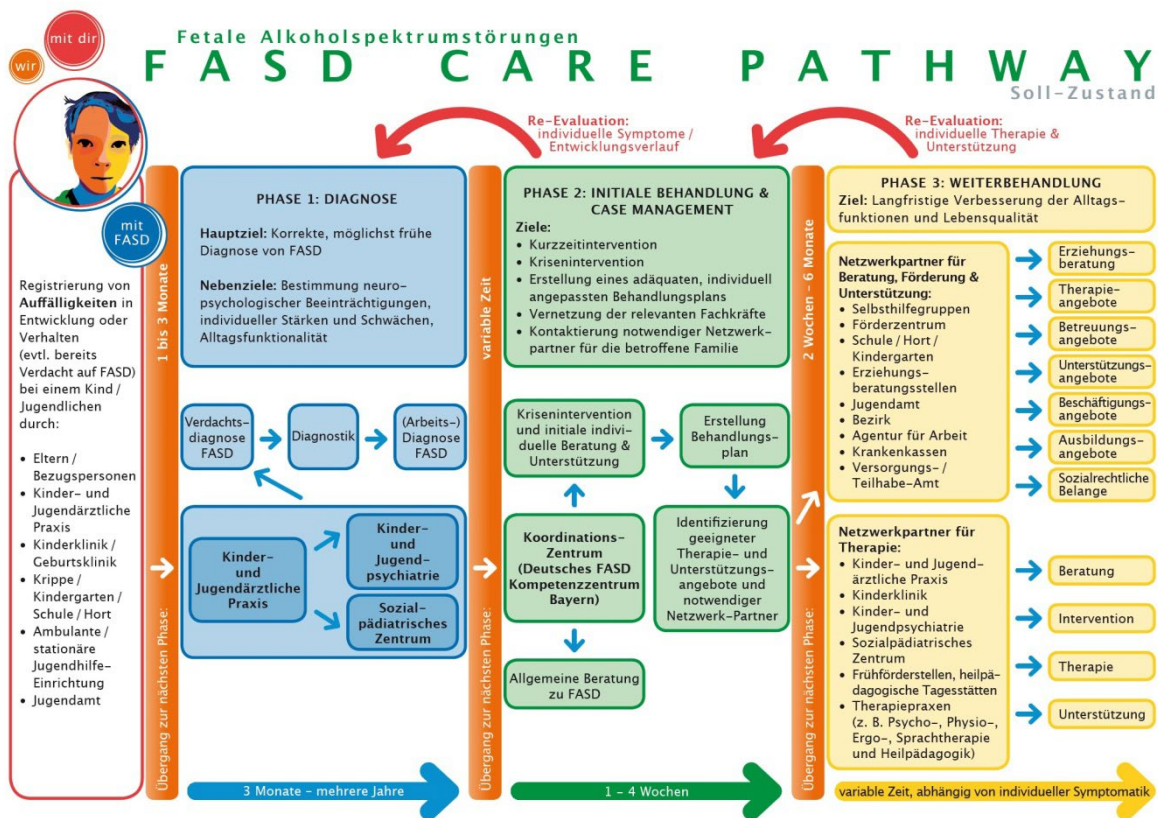 mit dir
wir
Fetale Alkoholspektrumstörungen
FASD CARE PATHWAY
Soll-Zustand
mit
FASD
Registrierung von
Auffälligkeiten in
Entwicklung oder
Verhalten
(evtl. bereits
Verdacht auf FASD)
bei einem Kind /
Jugendlichen
durch:
• Eltern /
Bezugspersonen
• Kinder- und
Jugendärztliche
Praxis
• Kinderklinik /
Geburtsklinik
• Krippe /
Kindergarten /
Schule / Hort
• Ambulante /
stationäre
Jugendhilfe-
Einrichtung
• Jugendamt
Übergang zur nächsten Phase:
1 bis 3 Monate
PHASE 1: DIAGNOSE
Hauptziel: Korrekte, möglichst frühe
Diagnose von FASD
Nebenziele: Bestimmung neuro-
psychologischer Beeinträchtigungen,
individueller Stärken und Schwächen,
Alltagsfunktionalität
Verdachts-
diagnose
FASD
Diagnostik
(Arbeits-)
Diagnose
FASD
Kinder-
und
Jugendärztliche
Praxis
Kinder-
und
Jugend-
psychiatrie
Sozial-
pädiatrisches
Zentrum
3 Monate – mehrere Jahre
Re-Evaluation:
individuelle Symptome /
Entwicklungsverlauf
Übergang zur nächsten Phase:
variable Zeit
PHASE 2: INITIALE BEHANDLUNG &
CASE MANAGEMENT
Ziele:
• Kurzzeitintervention
• Krisenintervention
• Erstellung eines adäquaten, individuell
angepassten Behandlungsplans
• Vernetzung der relevanten Fachkräfte
• Kontaktierung notwendiger Netzwerk-
partner für die betroffene Familie
Krisenintervention
und initiale indivi-
duelle Beratung &
Unterstützung
Erstellung
Behandlungs-
plan
Koordinations-
Zentrum
(Deutsches FASD
Kompetenzzentrum
Bayern)
Identifizierung
geeigneter
Therapie- und
Unterstützungs-
angebote und
notwendiger
Netzwerk-Partner
Allgemeine Beratung
zu FASD
1 – 4 Wochen
Re-Evaluation:
individuelle Therapie &
Unterstützung
Übergang zur nächsten Phase:
2 Wochen – 6 Monate
PHASE 3: WEITERBEHANDLUNG
Ziel: Langfristige Verbesserung der Alltags-
funktionen und Lebensqualität
Netzwerkpartner für
Beratung, Förderung &
Unterstützung:
• Selbsthilfegruppen
• Förderzentrum
• Schule / Hort /
Kindergarten
• Erziehungs-
beratungsstellen
• Jugendamt
• Bezirk
• Agentur für Arbeit
• Krankenkassen
• Versorgungs- /
Teilhabe-Amt
Erziehungs-
beratung
Therapie-
angebote
Betreuungs-
angebote
Unterstützungs-
angebote
Beschäftigungs-
angebote
Ausbildungs-
angebote
Sozialrechtliche
Belange
Netzwerkpartner für
Therapie:
• Kinder- und Jugend-
ärztliche Praxis
• Kinderklinik
• Kinder- und
Jugendpsychiatrie
• Sozialpädiatrisches
Zentrum
• Frühförderstellen, heilpä-
dagogische Tagesstätten
• Therapiepraxen
(z. B. Psycho-, Physio-,
Ergo-, Sprachtherapie
und Heilpädagogik)
Beratung
Intervention
Therapie
Unterstützung
variable Zeit, abhängig von individueller Symptomatik